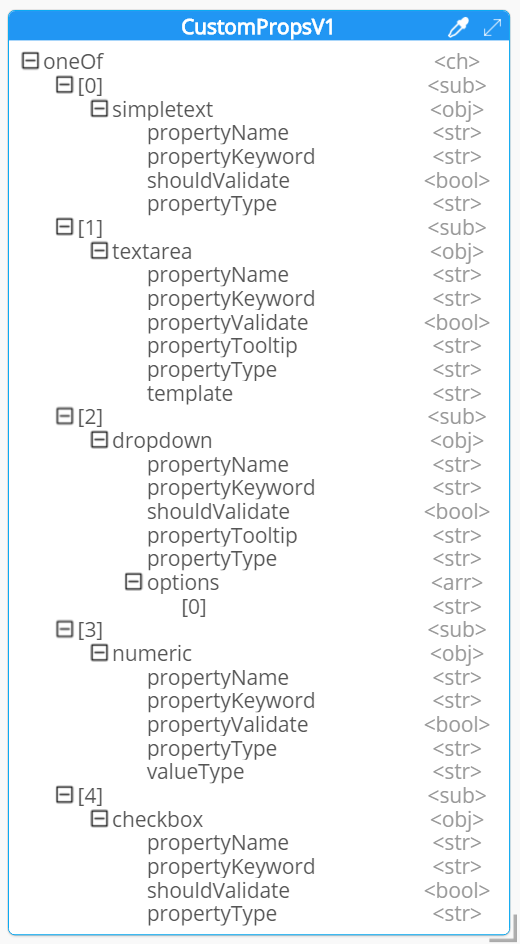 CustomPropsV1
oneOf <ch>
[0] <sub>
simpletext <obj>
propertyName <str>
propertyKeyword <str>
shouldValidate <bool>
propertyType <str>
[1] <sub>
textarea <obj>
propertyName <str>
propertyKeyword <str>
propertyValidate <bool>
propertyTooltip <str>
propertyType <str>
template <str>
[2] <sub>
dropdown <obj>
propertyName <str>
propertyKeyword <str>
shouldValidate <bool>
propertyTooltip <str>
propertyType <str>
options <arr>
[0] <str>
[3] <sub>
numeric <obj>
propertyName <str>
propertyKeyword <str>
propertyValidate <bool>
propertyType <str>
valueType <str>
[4] <sub>
checkbox <obj>
propertyName <str>
propertyKeyword <str>
shouldValidate <bool>
propertyType <str>